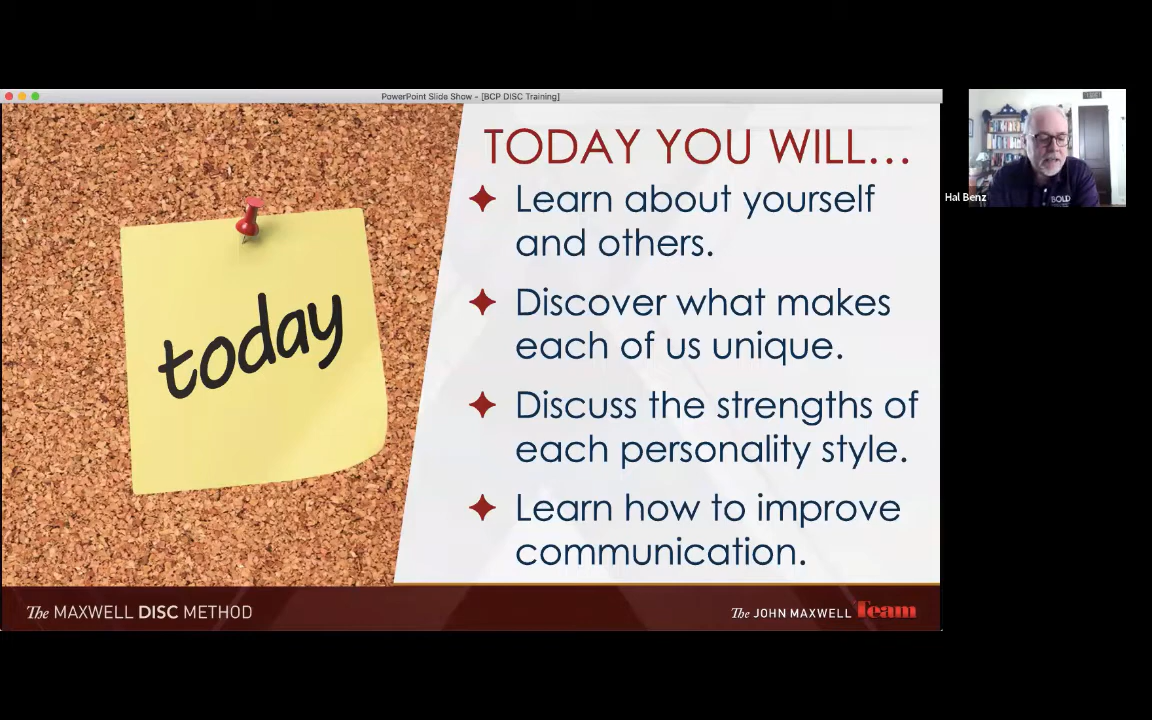 PowerPoint Slide Show - [BCP DISC Training]
TODAY YOU WILL...
Learn about yourself
and others.
Discover what makes
each of us unique.
Discuss the strengths of
each personality style.
Learn how to improve
communication.
today
The MAXWELL DISC METHOD
The JOHN MAXWELL Team
Hal Benz
BOLD